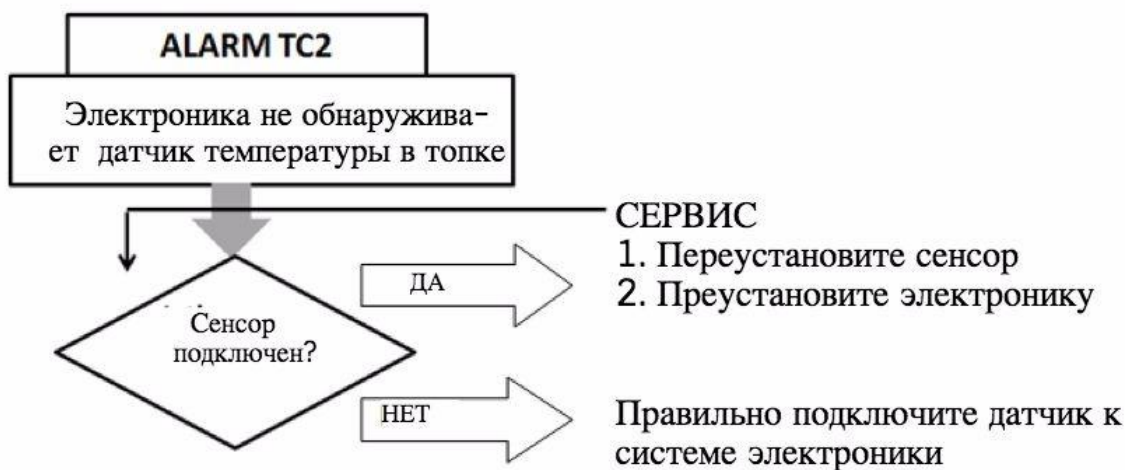 ALARM TC2
Электроника не обнаружива-
ет датчик температуры в топке
СЕРВИС
1. Переустановите сенсор
2. Преустановите электронику
ДА
Сенсор
подключен?
НЕТ
Правильно подключите датчик к
системе электроники